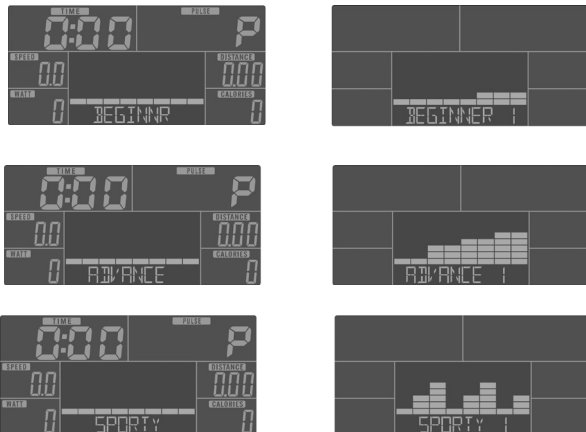 TIME PULSE
0:00 P
SPEED DISTANCE
0.0 0.00
WATT CALORIES
0 0
BEGINNR
BEGINNER 1
TIME PULSE
0:00 P
SPEED DISTANCE
0.0 0.00
WATT CALORIES
0 0
ADVANCE
ADVANCE 1
TIME PULSE
0:00 P
SPEED DISTANCE
0.0 0.00
WATT CALORIES
0 0
SPORTY
SPORTY 1